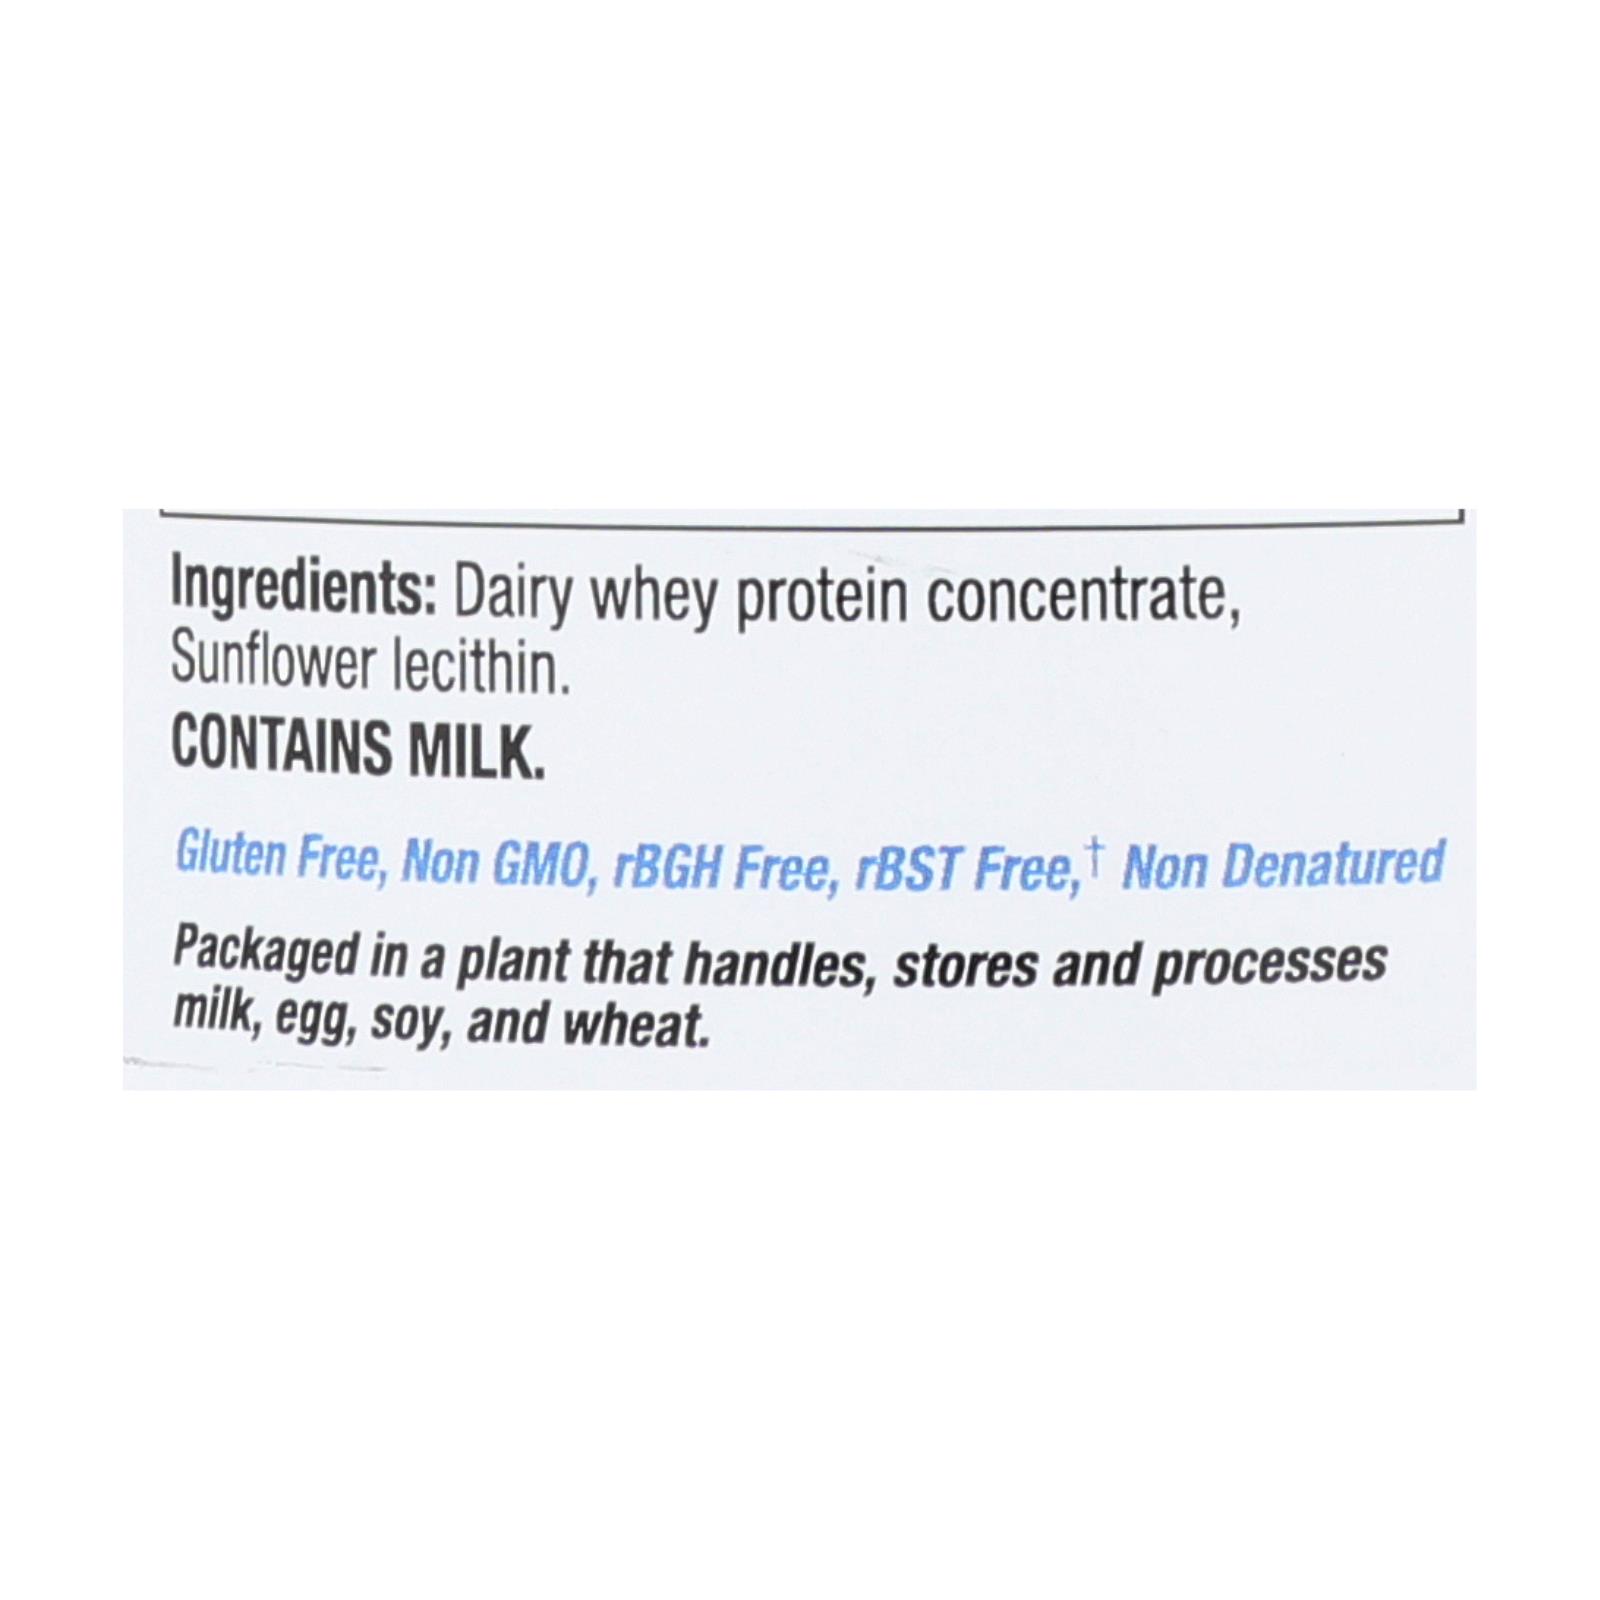 Ingredients: Dairy whey protein concentrate,
Sunflower lecithin.
CONTAINS MILK.
Gluten Free, Non GMO, rBGH Free, rBST Free,† Non Denatured
Packaged in a plant that handles, stores and processes
milk, egg, soy, and wheat.